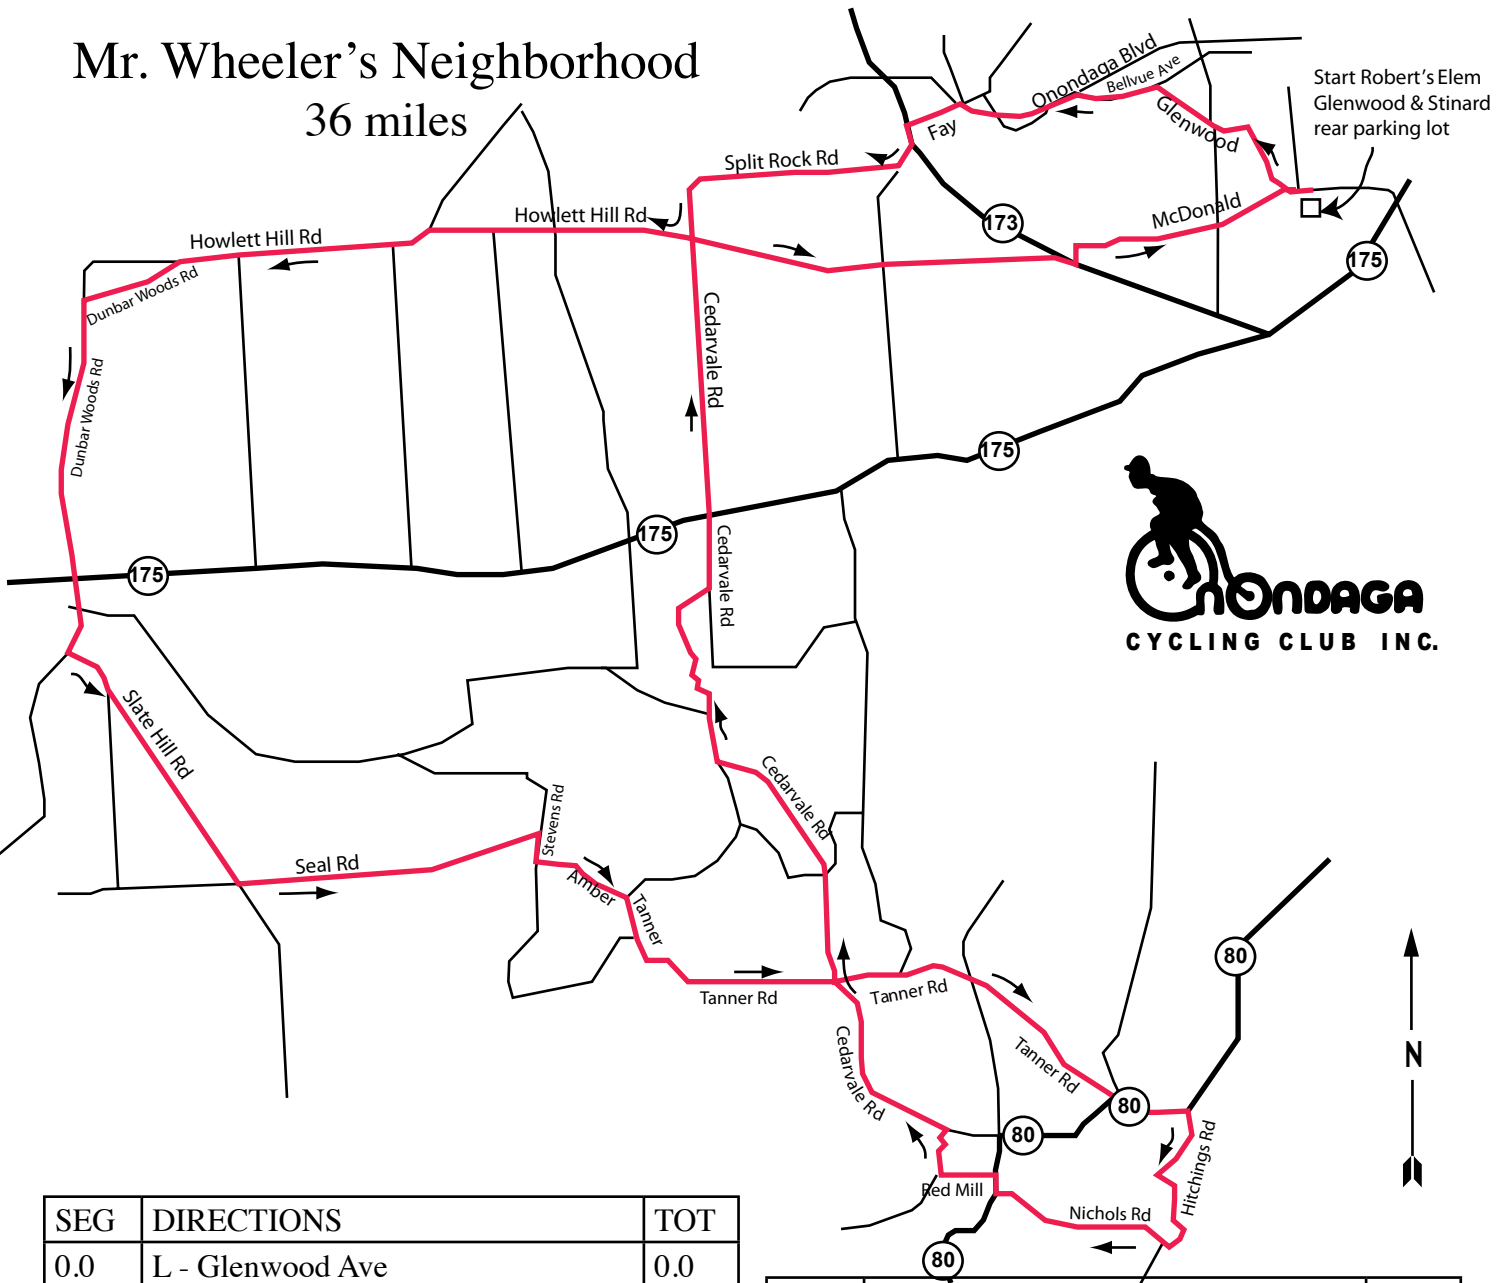 Mr. Wheeler's Neighborhood
36 miles
Start Robert's Elem
Glenwood & Stinard
rear parking lot
Onondaga Blvd
Bellvue Ave
Glenwood
Fay
Split Rock Rd
Howlett Hill Rd
McDonald
173
175
Howlett Hill Rd
Dunbar Woods Rd
Dunbar Woods Rd
Cedarvale Rd
175
175
175
Cedarvale Rd
ONONDAGA
CYCLING CLUB INC.
Slate Hill Rd
Cedarvale Rd
Stevens Rd
Seal Rd
Amber
Tanner
Tanner Rd
Tanner Rd
80
Cedarvale Rd
Tanner Rd
N
80
80
Hitchings Rd
Red Mill
Nichols Rd
80
SEG DIRECTIONS TOT
0.0 L - Glenwood Ave 0.0